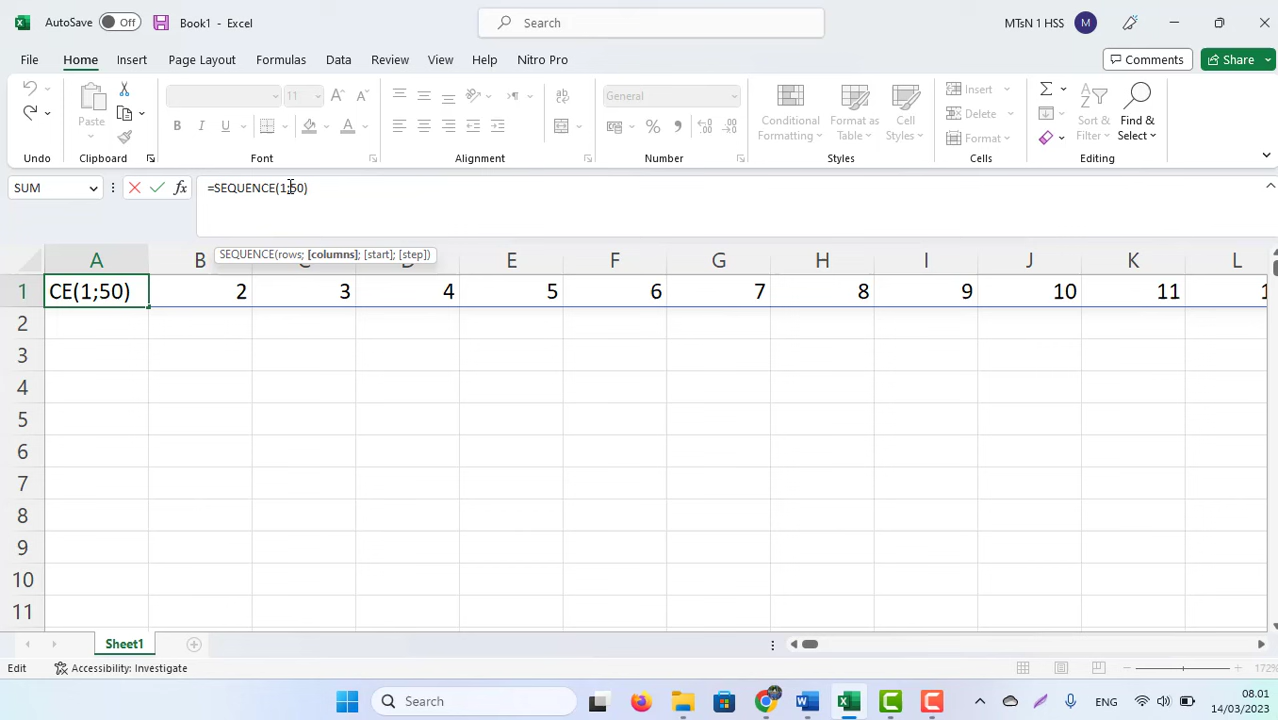 AutoSave Off Book1 - Excel Search MTsN 1 HSS M
File Home Insert Page Layout Formulas Data Review View Help Nitro Pro Comments Share
Paste 11 General Conditional Formatting Format as Table Cell Styles Insert Delete Format Sort & Filter Find & Select
Undo Clipboard Font Alignment Number Styles Cells Editing
SUM fx =SEQUENCE(1;50)
SEQUENCE(rows; [columns]; [start]; [step])
A B C D E F G H I J K L
1 CE(1;50) 2 3 4 5 6 7 8 9 10 11
2
3
4
5
6
7
8
9
10
11
Sheet1
Edit Accessibility: Investigate 172%
Search ENG 08.01
14/03/2023